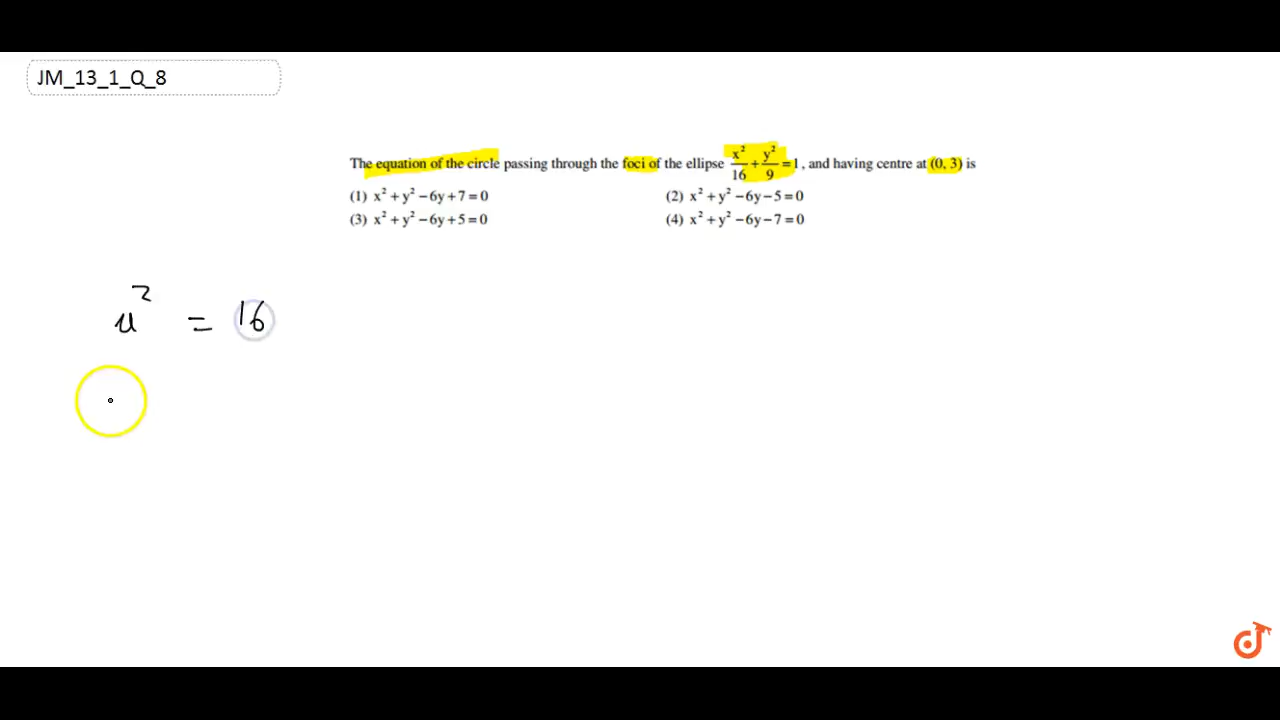 JM_13_1_Q_8
The equation of the circle passing through the foci of the ellipse x²/16 + y²/9 = 1, and having centre at (0, 3) is
(1) x² + y² − 6y + 7 = 0 (2) x² + y² − 6y − 5 = 0
(3) x² + y² − 6y + 5 = 0 (4) x² + y² − 6y − 7 = 0
a² = 16